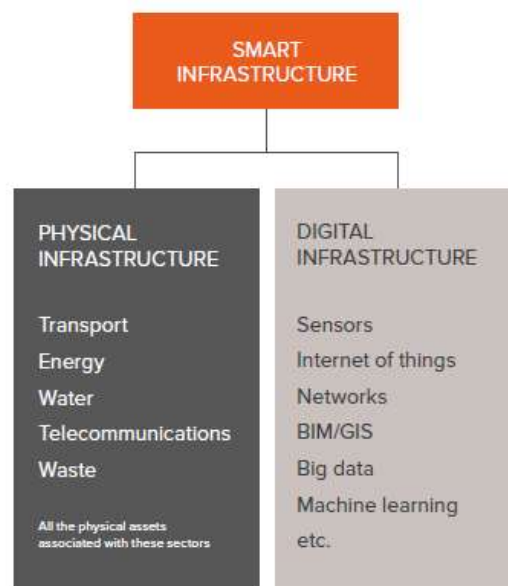 SMART
INFRASTRUCTURE
PHYSICAL
INFRASTRUCTURE
Transport
Energy
Water
Telecommunications
Waste
All the physical assets
associated with these sectors
DIGITAL
INFRASTRUCTURE
Sensors
Internet of things
Networks
BIM/GIS
Big data
Machine learning
etc.